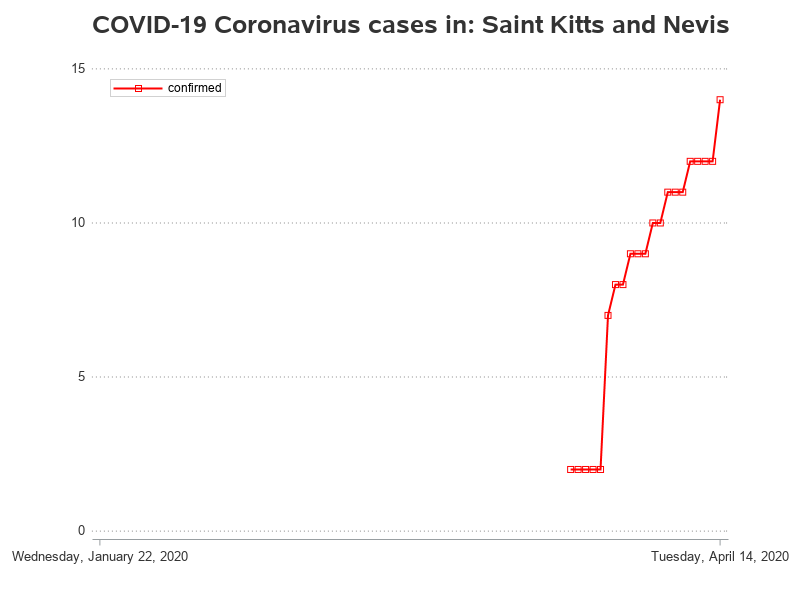 COVID-19 Coronavirus cases in: Saint Kitts and Nevis
15
confirmed
10
5
0
Wednesday, January 22, 2020
Tuesday, April 14, 2020